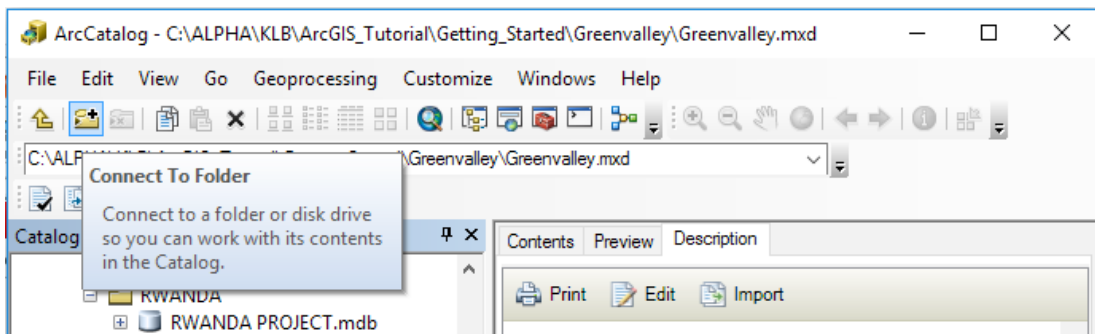 ArcCatalog - C:\ALPHA\KLB\ArcGIS_Tutorial\Getting_Started\Greenvalley\Greenvalley.mxd
File Edit View Go Geoprocessing Customize Windows Help
C:\ALP \Greenvalley\Greenvalley.mxd
Connect To Folder
Connect to a folder or disk drive
so you can work with its contents
in the Catalog.
Catalog
Contents Preview Description
Print Edit Import
RWANDA
RWANDA PROJECT.mdb